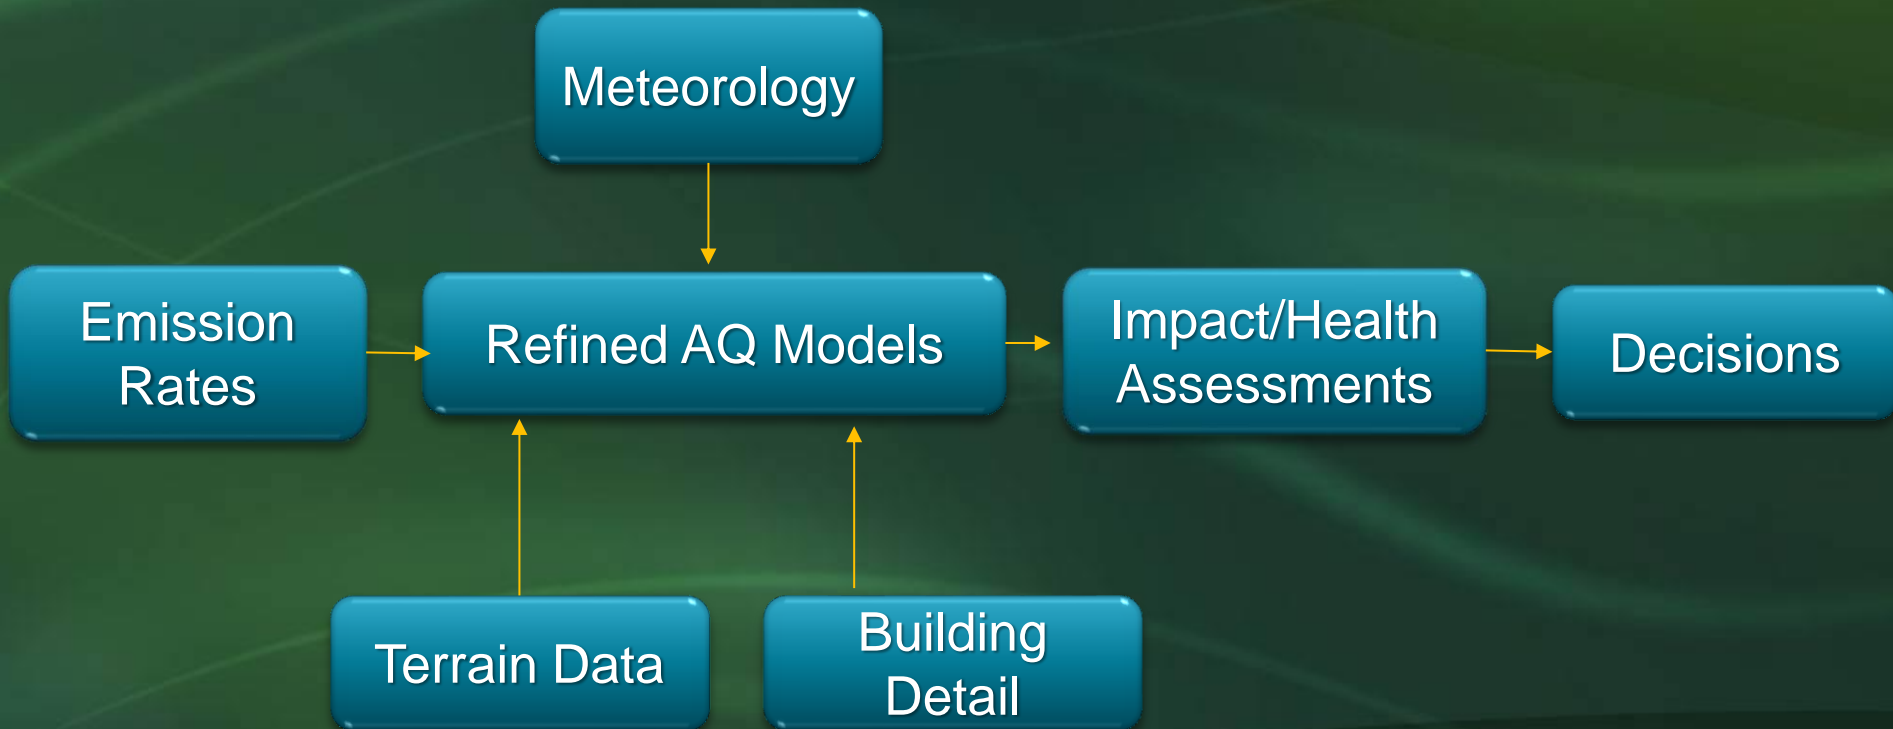 Meteorology
Emission
Rates
Refined AQ Models
Impact/Health
Assessments
Decisions
Terrain Data
Building
Detail